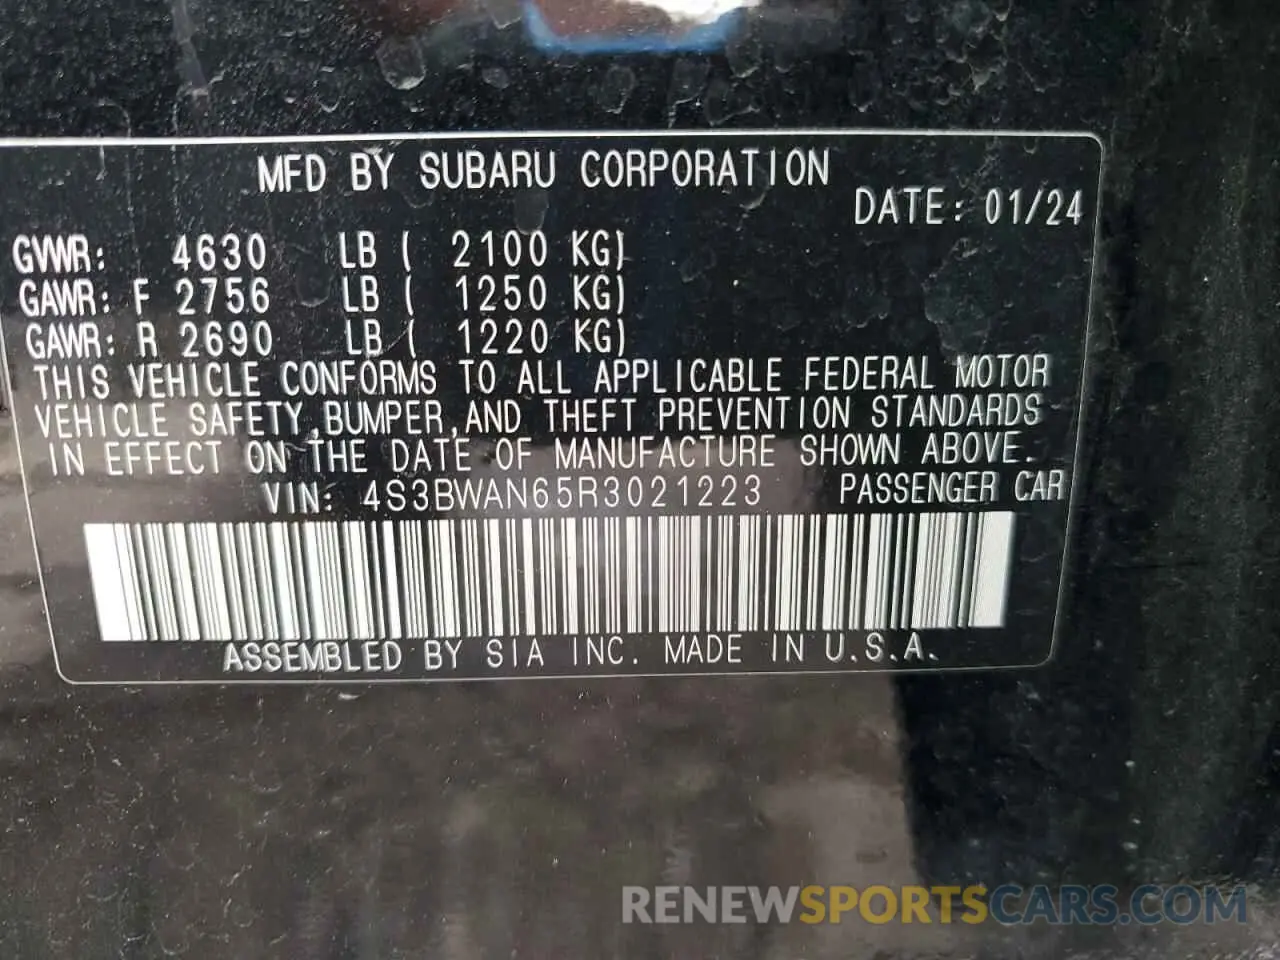 MFD BY SUBARU CORPORATION
DATE: 01/24
GVWR: 4630 LB ( 2100 KG)
GAWR: F 2756 LB ( 1250 KG)
GAWR: R 2690 LB ( 1220 KG)
THIS VEHICLE CONFORMS TO ALL APPLICABLE FEDERAL MOTOR
VEHICLE SAFETY, BUMPER, AND THEFT PREVENTION STANDARDS
IN EFFECT ON THE DATE OF MANUFACTURE SHOWN ABOVE.
VIN: 4S3BWAN65R3021223 PASSENGER CAR
ASSEMBLED BY SIA INC. MADE IN U.S.A.
RENEWSPORTSCARS.COM